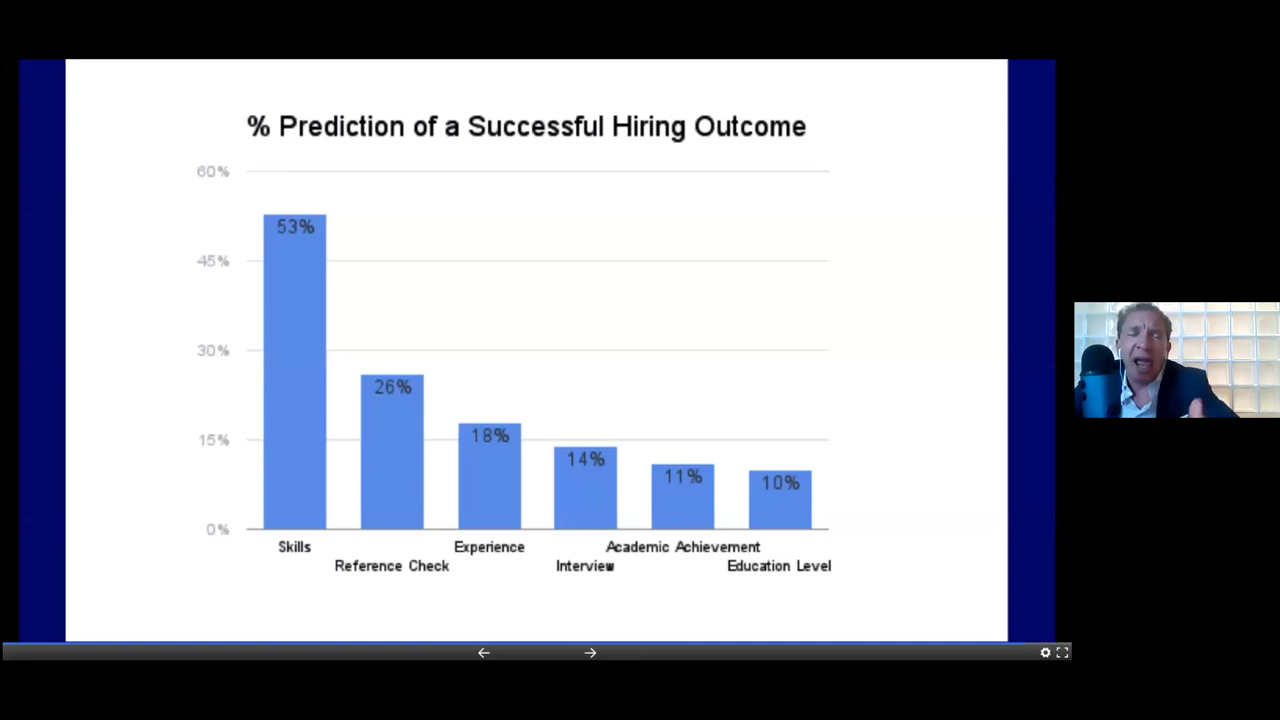 % Prediction of a Successful Hiring Outcome
60%
45%
30%
15%
0%
53%
26%
18%
14%
11%
10%
Skills
Reference Check
Experience
Interview
Academic Achievement
Education Level